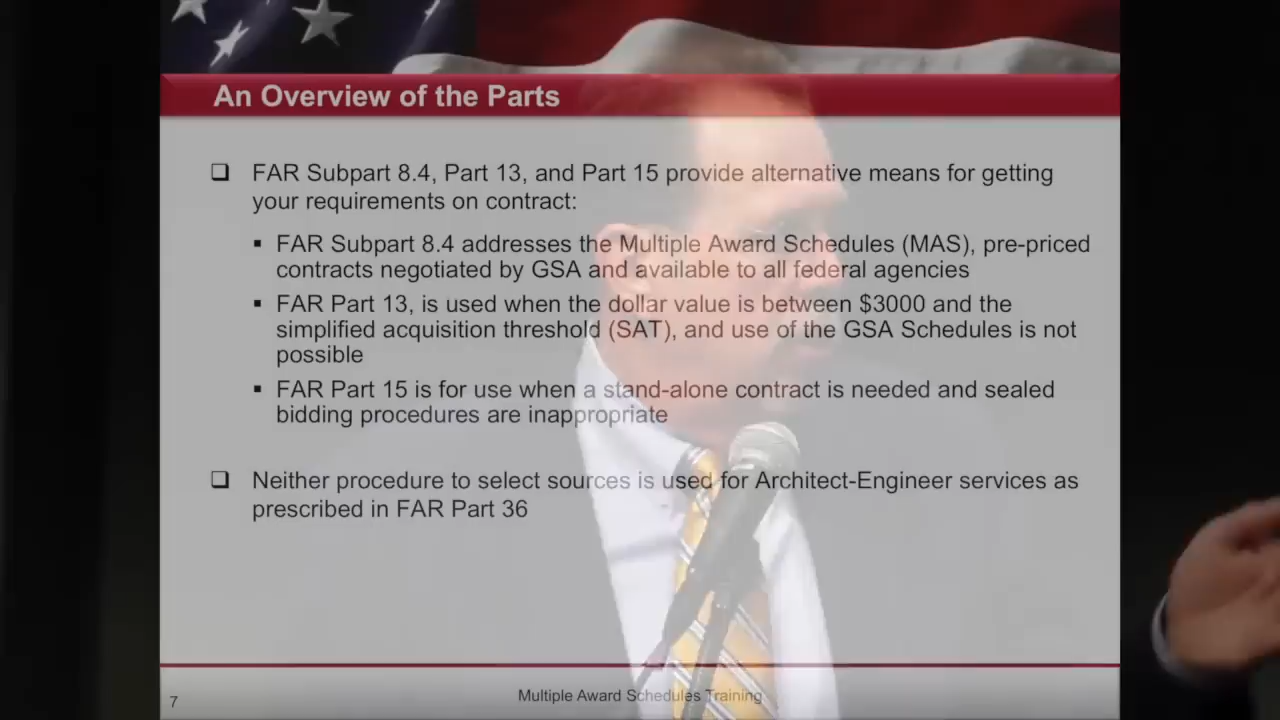 An Overview of the Parts
FAR Subpart 8.4, Part 13, and Part 15 provide alternative means for getting
your requirements on contract:
FAR Subpart 8.4 addresses the Multiple Award Schedules (MAS), pre-priced
contracts negotiated by GSA and available to all federal agencies
FAR Part 13, is used when the dollar value is between $3000 and the
simplified acquisition threshold (SAT), and use of the GSA Schedules is not
possible
FAR Part 15 is for use when a stand-alone contract is needed and sealed
bidding procedures are inappropriate
Neither procedure to select sources is used for Architect-Engineer services as
prescribed in FAR Part 36
7
Multiple Award Schedules Training